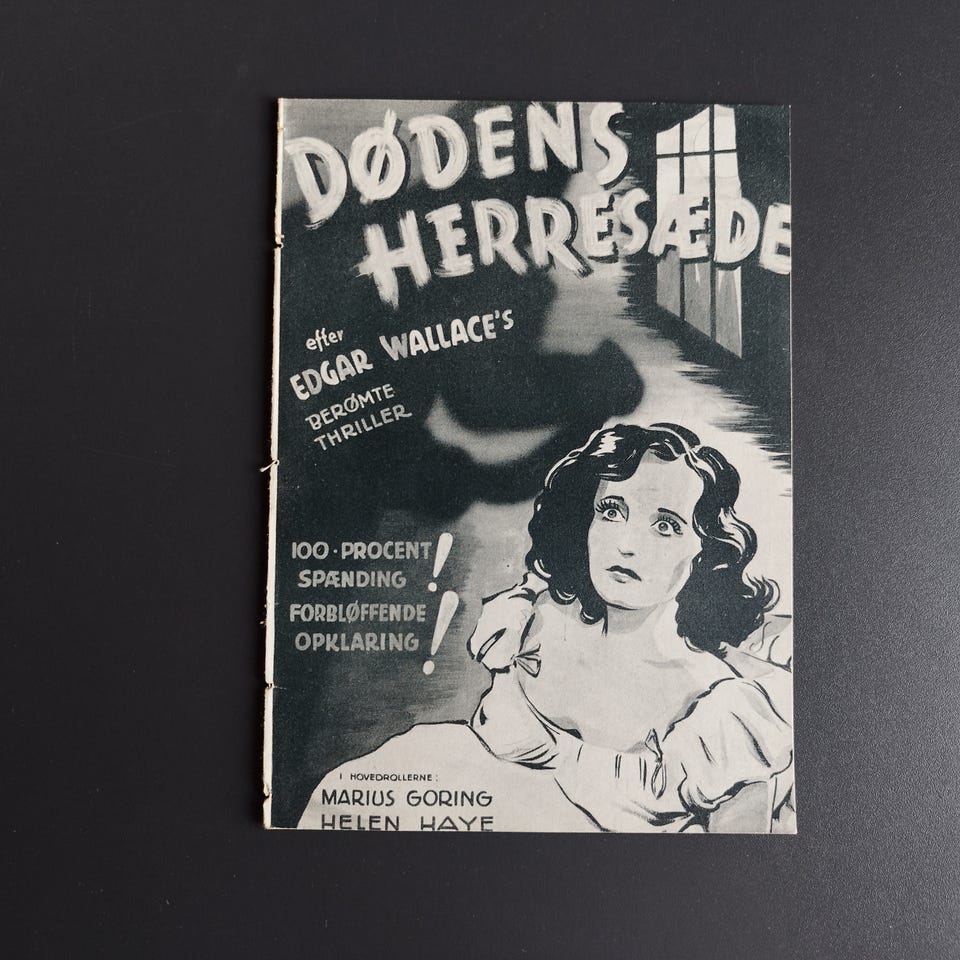 DØDENS
HERRESÆDE
efter
EDGAR WALLACE'S
BERØMTE
THRILLER
100-PROCENT
SPÆNDING!
FORBLØFFENDE
OPKLARING!
I HOVEDROLLERNE:
MARIUS GORING
HELEN HAYE